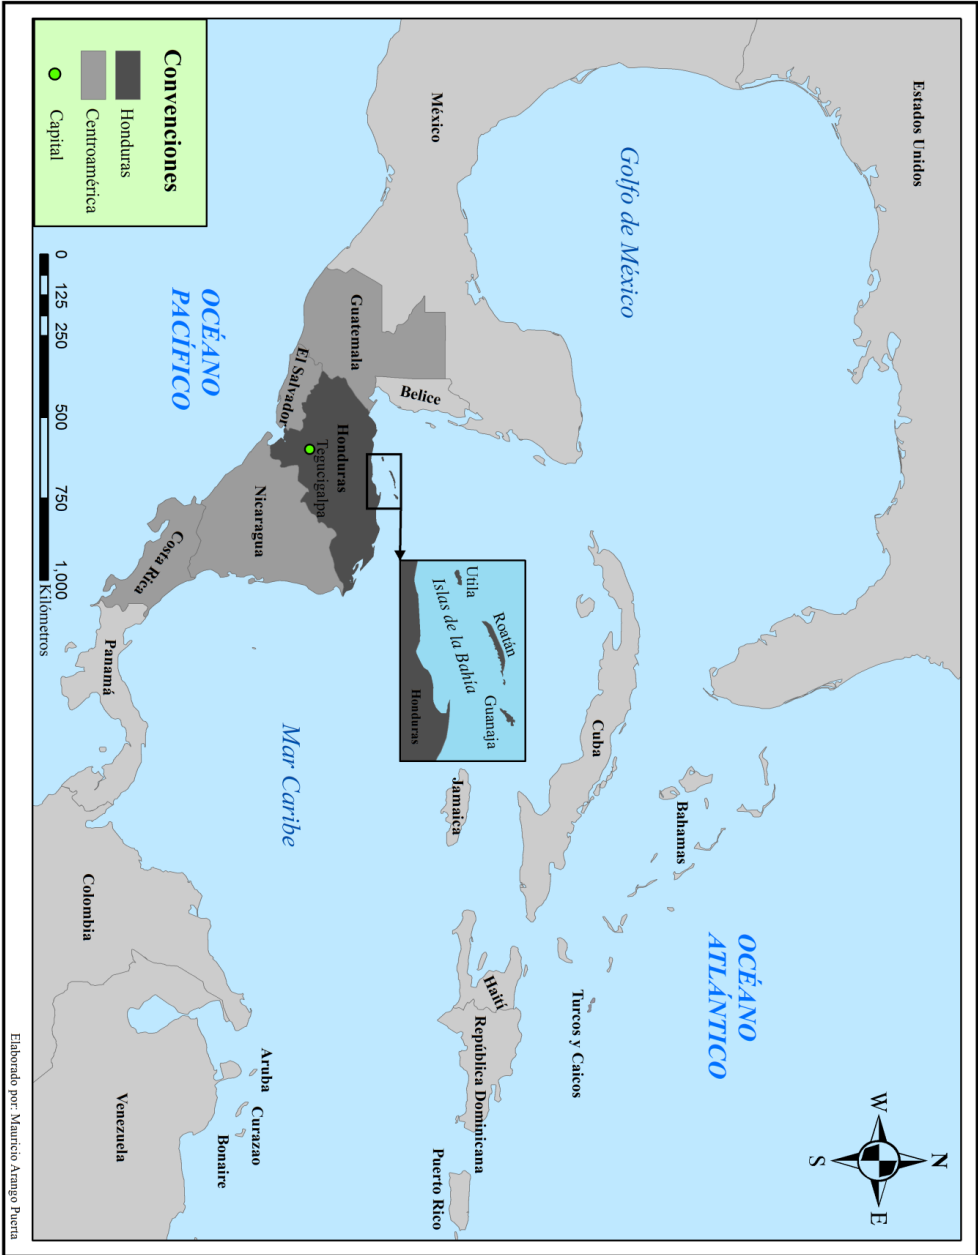 Estados Unidos
N
W
E
S
Golfo de México
México
OCÉANO
ATLÁNTICO
Bahamas
Cuba
Turcos y Caicos
Guanaja
Roatán
Utila
Islas de la Bahía
Honduras
Jamaica
Haití
República Dominicana
Puerto Rico
Belice
Guatemala
Honduras
Tegucigalpa
El Salvador
Nicaragua
Mar Caribe
Aruba
Curazao
Bonaire
OCÉANO
PACÍFICO
Costa Rica
Panamá
Colombia
Venezuela
Convenciones
Honduras
Centroamérica
Capital
0 125 250 500 750 1,000
Kilómetros
Elaborado por: Mauricio Arango Puerta